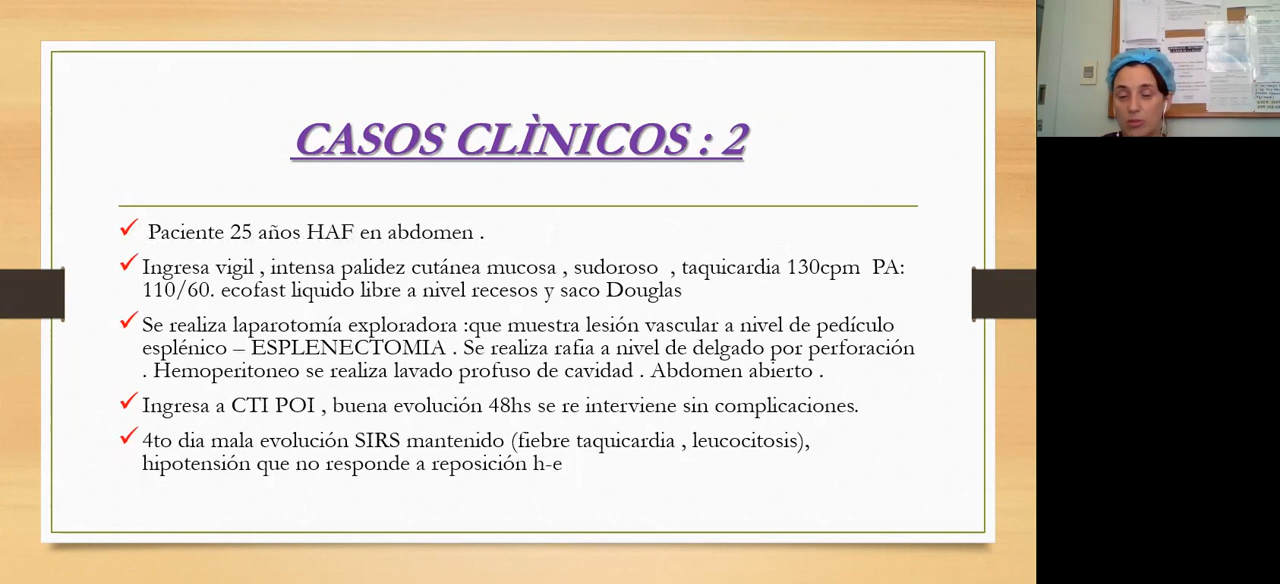 CASOS CLÌNICOS : 2
Paciente 25 años HAF en abdomen .
Ingresa vigil , intensa palidez cutánea mucosa , sudoroso , taquicardia 130cpm PA:
110/60. ecofast liquido libre a nivel recesos y saco Douglas
Se realiza laparotomía exploradora :que muestra lesión vascular a nivel de pedículo
esplénico – ESPLENECTOMIA . Se realiza rafia a nivel de delgado por perforación
. Hemoperitoneo se realiza lavado profuso de cavidad . Abdomen abierto .
Ingresa a CTI POI , buena evolución 48hs se re interviene sin complicaciones.
4to dia mala evolución SIRS mantenido (fiebre taquicardia , leucocitosis),
hipotensión que no responde a reposición h-e